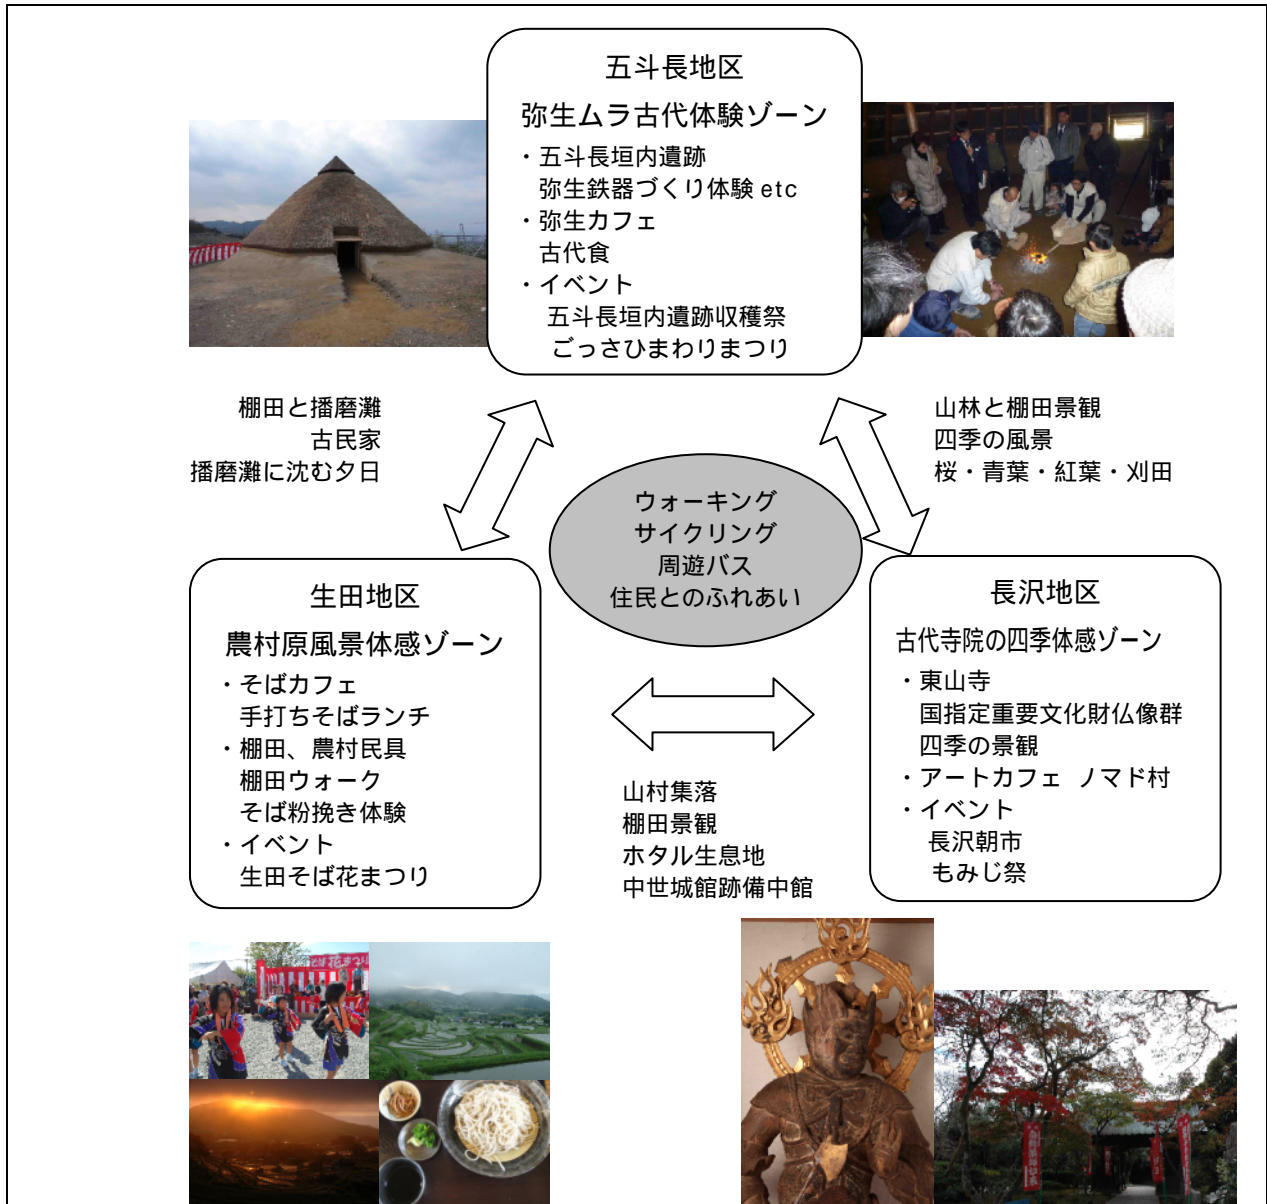 五斗長地区
弥生ムラ古代体験ゾーン
・五斗長垣内遺跡
弥生鉄器づくり体験 etc
・弥生カフェ
古代食
・イベント
五斗長垣内遺跡収穫祭
ごっさひまわりまつり
棚田と播磨灘
古民家
播磨灘に沈む夕日
山林と棚田景観
四季の風景
桜・青葉・紅葉・刈田
ウォーキング
サイクリング
周遊バス
住民とのふれあい
生田地区
農村原風景体感ゾーン
・そばカフェ
手打ちそばランチ
・棚田、農村民具
棚田ウォーク
そば粉挽き体験
・イベント
生田そば花まつり
長沢地区
古代寺院の四季体感ゾーン
・東山寺
国指定重要文化財仏像群
四季の景観
・アートカフェ ノマド村
・イベント
長沢朝市
もみじ祭
山村集落
棚田景観
ホタル生息地
中世城館跡備中館
そば花まつり